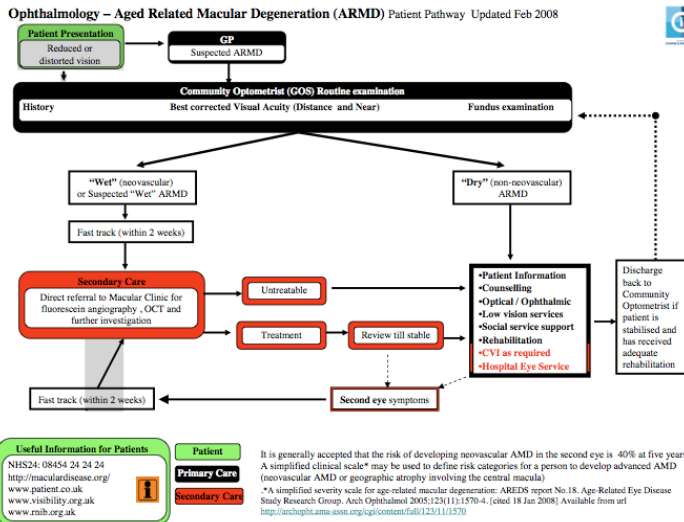 Ophthalmology – Aged Related Macular Degeneration (ARMD) Patient Pathway Updated Feb 2008
Patient Presentation
Reduced or
distorted vision
GP
Suspected ARMD
Community Optometrist (GOS) Routine examination
History Best corrected Visual Acuity (Distance and Near) Fundus examination
“Wet” (neovascular)
or Suspected “Wet” ARMD
“Dry” (non-neovascular)
ARMD
Fast track (within 2 weeks)
Secondary Care
Direct referral to Macular Clinic for
fluorescein angiography , OCT and
further investigation
Untreatable
Treatment
Review till stable
•Patient Information
•Counselling
•Optical / Ophthalmic
•Low vision services
•Social service support
•Rehabilitation
•CVI as required
•Hospital Eye Service
Discharge
back to
Community
Optometrist if
patient is
stabilised and
has received
adequate
rehabilitation
Fast track (within 2 weeks)
Second eye symptoms
Useful Information for Patients
NHS24: 08454 24 24 24
http://maculardisease.org/
www.patient.co.uk
www.visibility.org.uk
www.rnib.org.uk
i
Patient
Primary Care
Secondary Care
It is generally accepted that the risk of developing neovascular AMD in the second eye is 40% at five years
A simplified clinical scale* may be used to define risk categories for a person to develop advanced AMD
(neovascular AMD or geographic atrophy involving the central macula)
.*A simplified severity scale for age-related macular degeneration: AREDS report No.18. Age-Related Eye Disease
Study Research Group. Arch Ophthalmol 2005;123(11):1570-4. [cited 18 Jan 2008] Available from url
http://archopht.ama-assn.org/cgi/content/full/123/11/1570